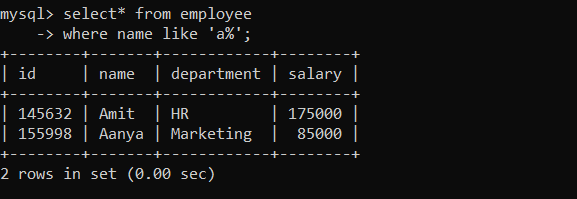 mysql> select* from employee
    -> where name like 'a%';
+--------+-------+------------+--------+
| id     | name  | department | salary |
+--------+-------+------------+--------+
| 145632 | Amit  | HR         | 175000 |
| 155998 | Aanya | Marketing  |  85000 |
+--------+-------+------------+--------+
2 rows in set (0.00 sec)